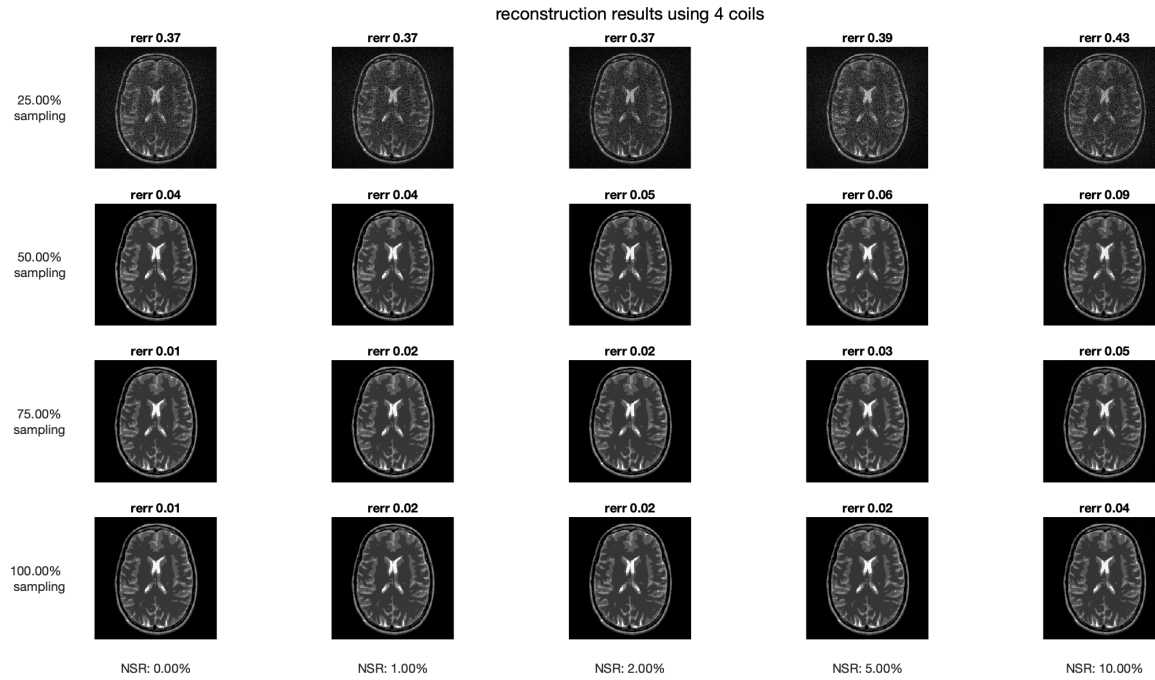 reconstruction results using 4 coils
rerr 0.37 rerr 0.37 rerr 0.37 rerr 0.39 rerr 0.43
25.00%
sampling
rerr 0.04 rerr 0.04 rerr 0.05 rerr 0.06 rerr 0.09
50.00%
sampling
rerr 0.01 rerr 0.02 rerr 0.02 rerr 0.03 rerr 0.05
75.00%
sampling
rerr 0.01 rerr 0.02 rerr 0.02 rerr 0.02 rerr 0.04
100.00%
sampling
NSR: 0.00% NSR: 1.00% NSR: 2.00% NSR: 5.00% NSR: 10.00%